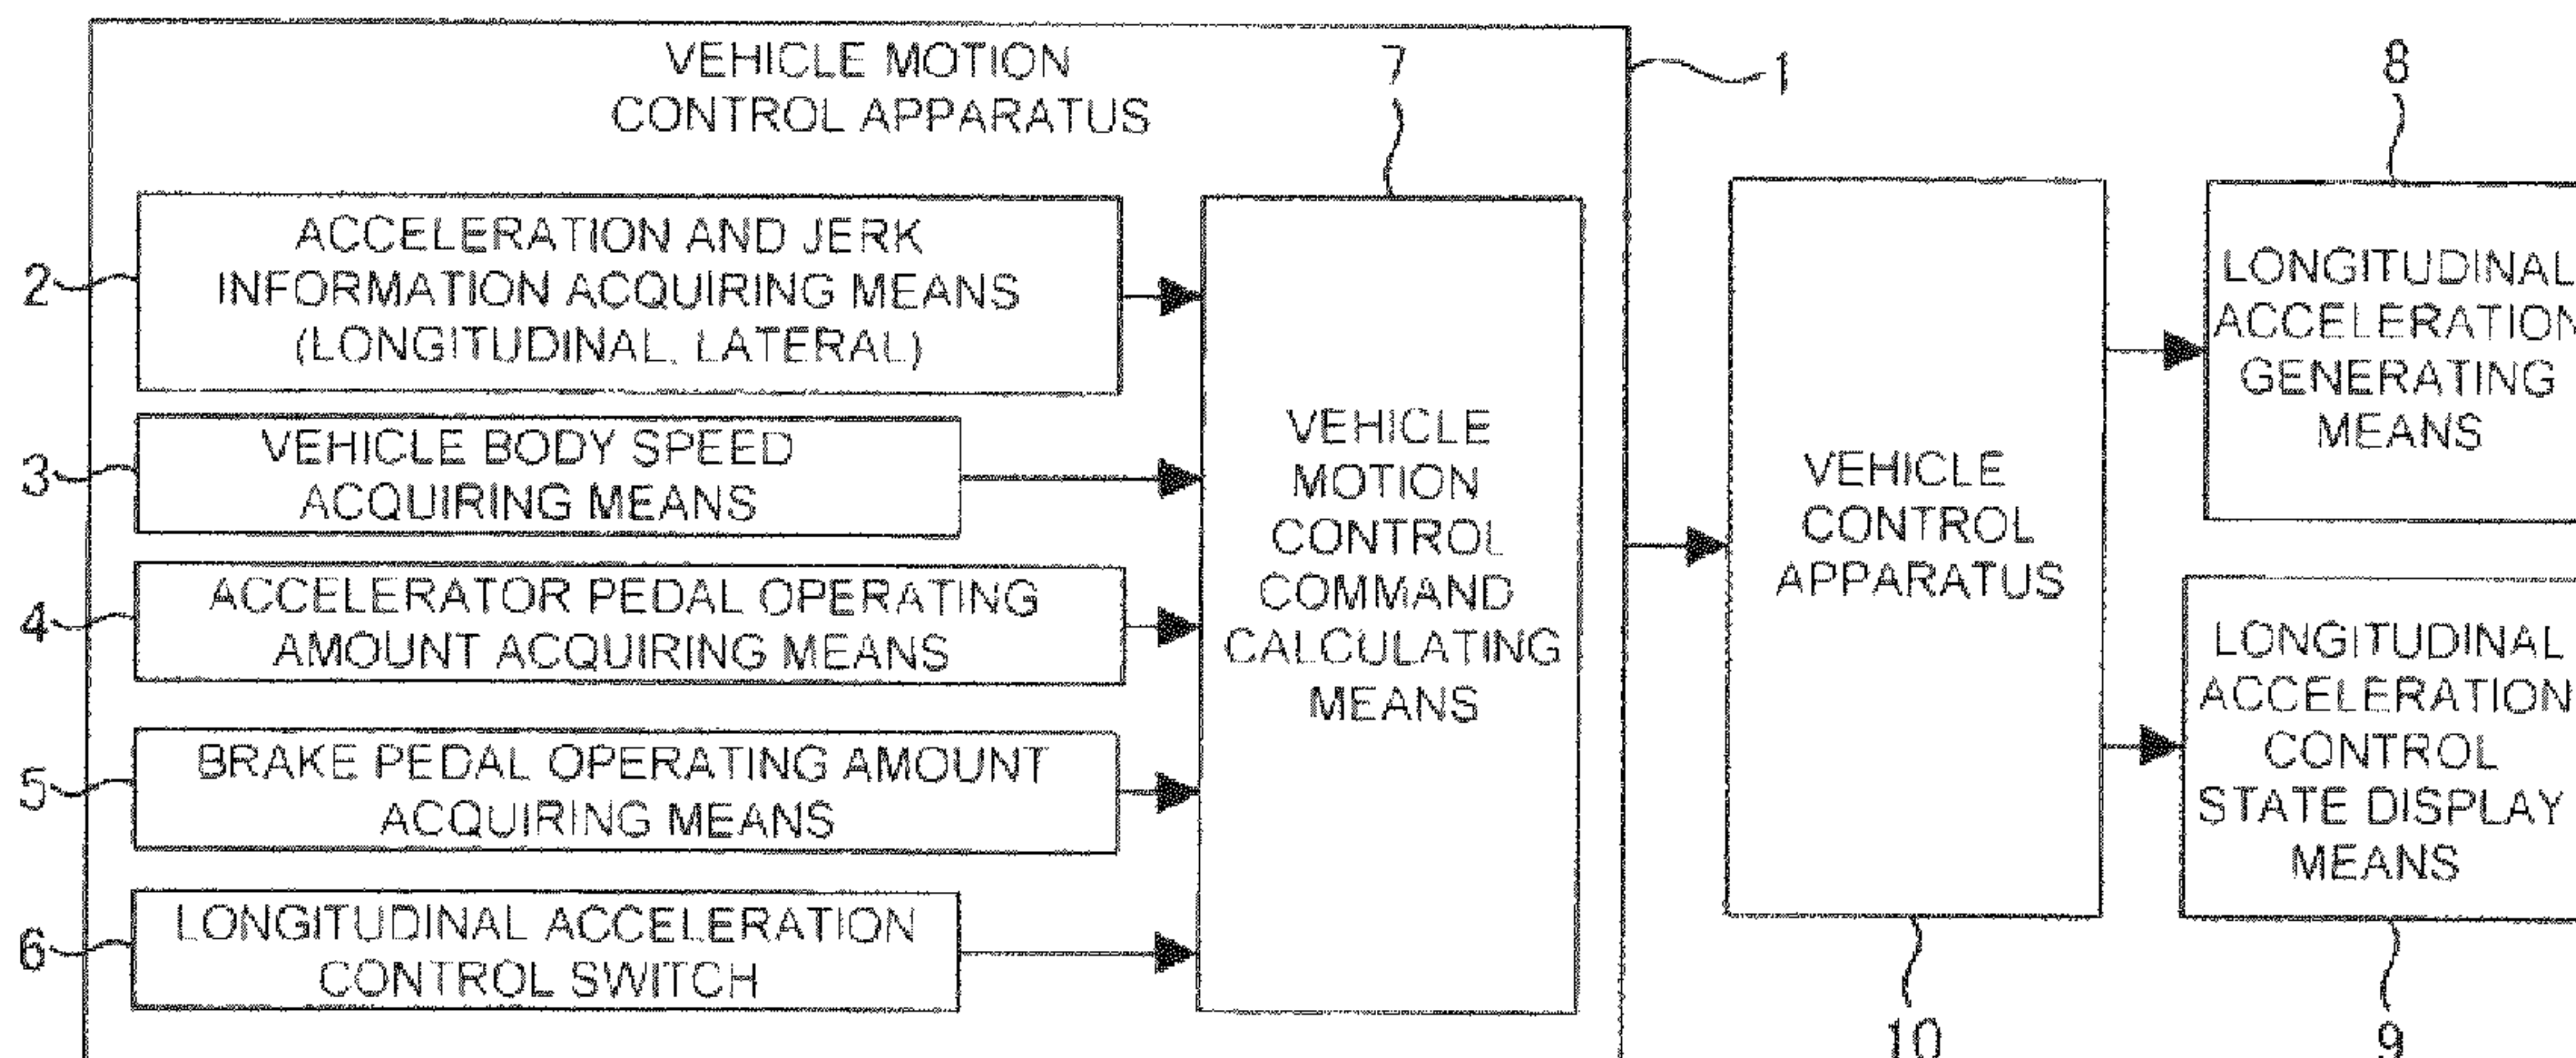 VEHICLE MOTION
CONTROL APPARATUS
1
2
ACCELERATION AND JERK
INFORMATION ACQUIRING MEANS
(LONGITUDINAL, LATERAL)
3
VEHICLE BODY SPEED
ACQUIRING MEANS
4
ACCELERATOR PEDAL OPERATING
AMOUNT ACQUIRING MEANS
5
BRAKE PEDAL OPERATING AMOUNT
ACQUIRING MEANS
6
LONGITUDINAL ACCELERATION
CONTROL SWITCH
7
VEHICLE
MOTION
CONTROL
COMMAND
CALCULATING
MEANS
VEHICLE
CONTROL
APPARATUS
10
8
LONGITUDINAL
ACCELERATION
GENERATING
MEANS
LONGITUDINAL
ACCELERATION
CONTROL
STATE DISPLAY
MEANS
9